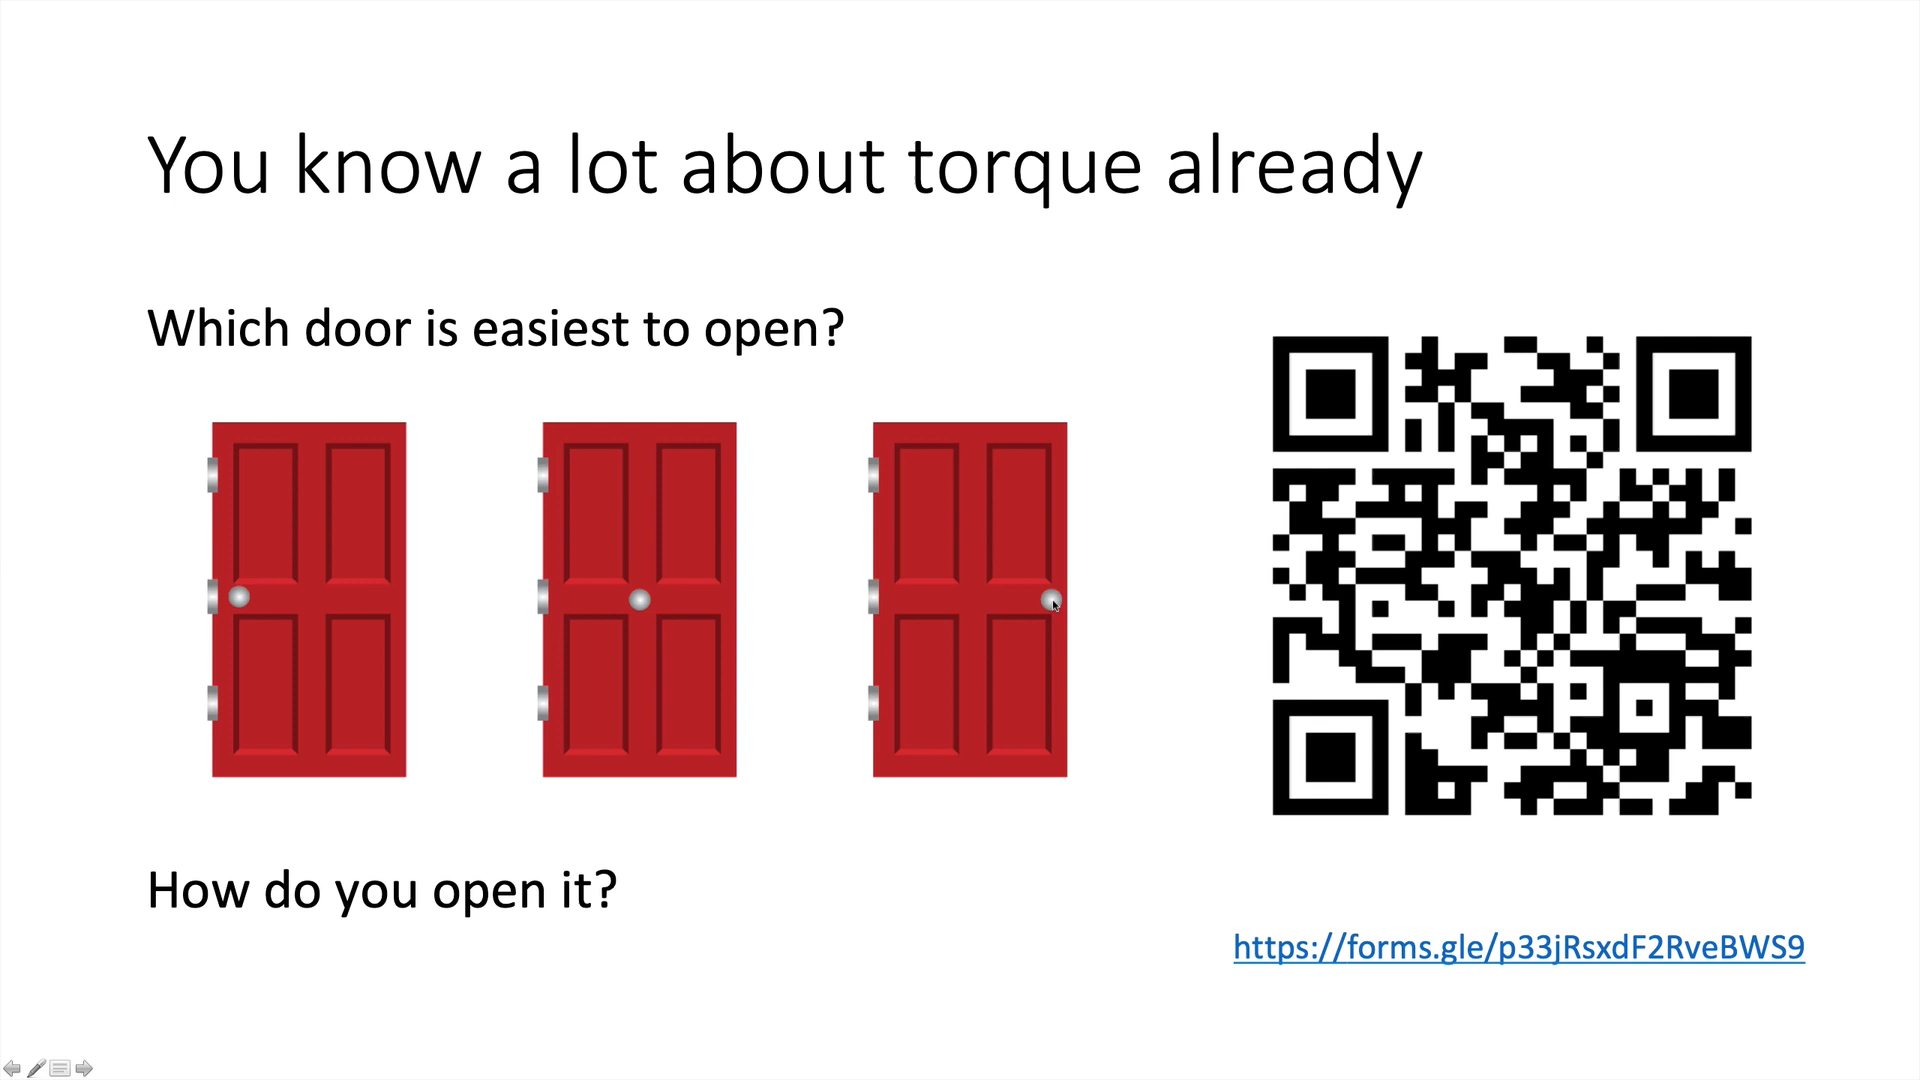 You know a lot about torque already
Which door is easiest to open?
How do you open it?
https://forms.gle/p33jRsxdF2RveBWS9